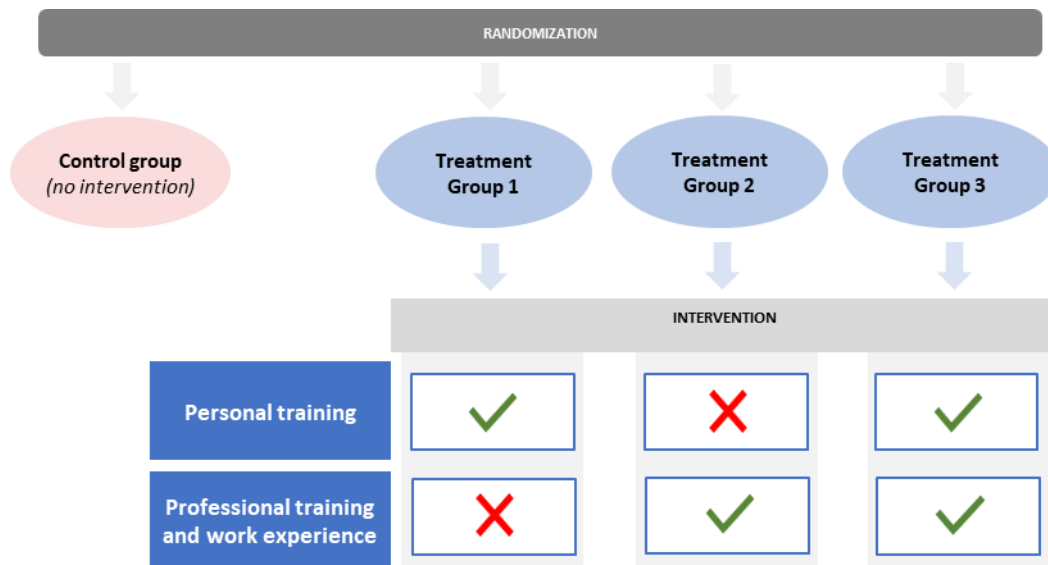 RANDOMIZATION
Control group
(no intervention)
Treatment
Group 1
Treatment
Group 2
Treatment
Group 3
INTERVENTION
Personal training
Professional training
and work experience